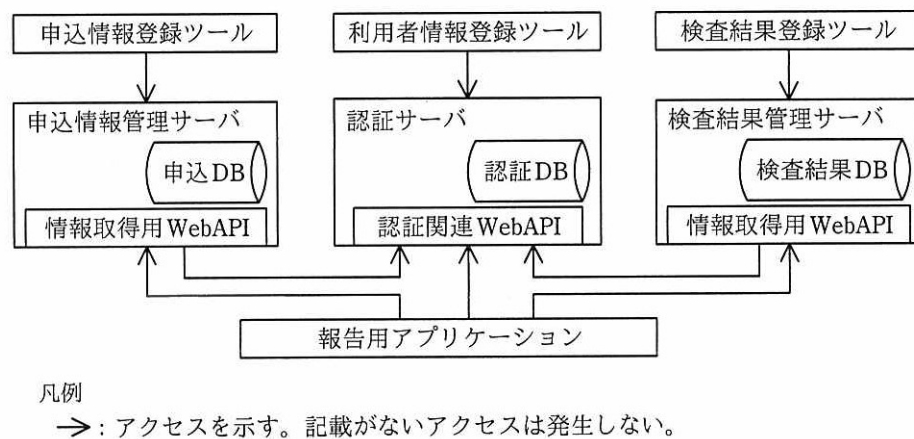 申込情報登録ツール
利用者情報登録ツール
検査結果登録ツール
申込情報管理サーバ
認証サーバ
検査結果管理サーバ
申込DB
認証DB
検査結果DB
情報取得用WebAPI
認証関連WebAPI
情報取得用WebAPI
報告用アプリケーション
凡例
→：アクセスを示す。記載がないアクセスは発生しない。